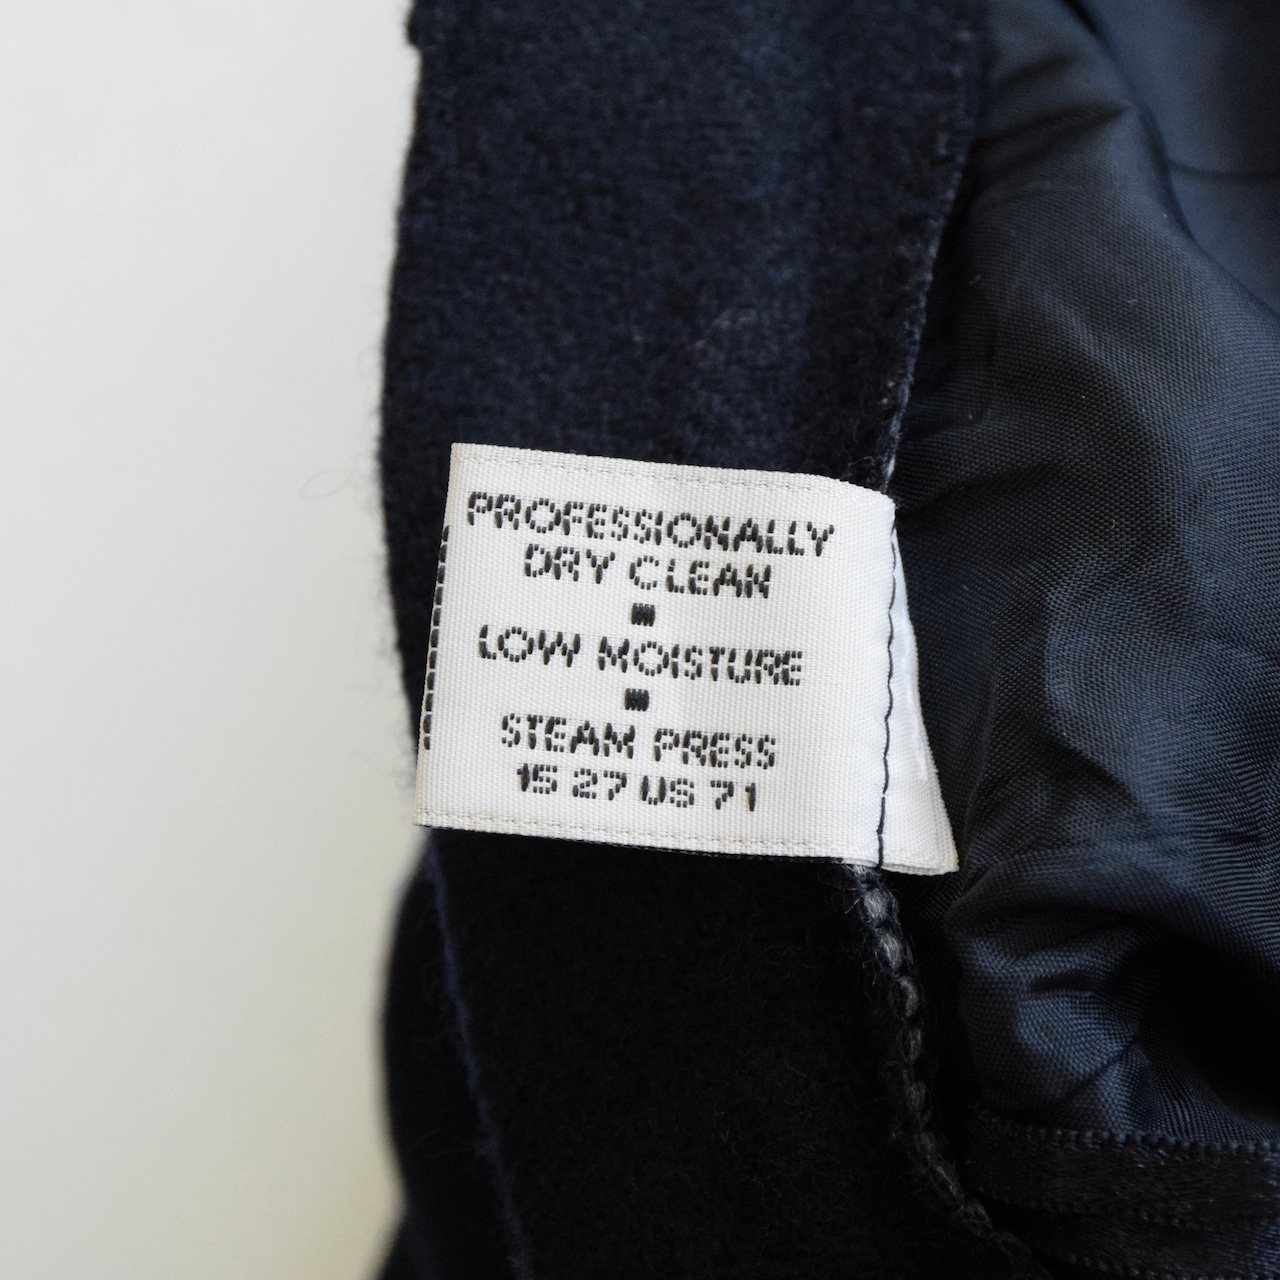 PROFESSIONALLY
DRY CLEAN
LOW MOISTURE
STEAM PRESS
15 27 US 71